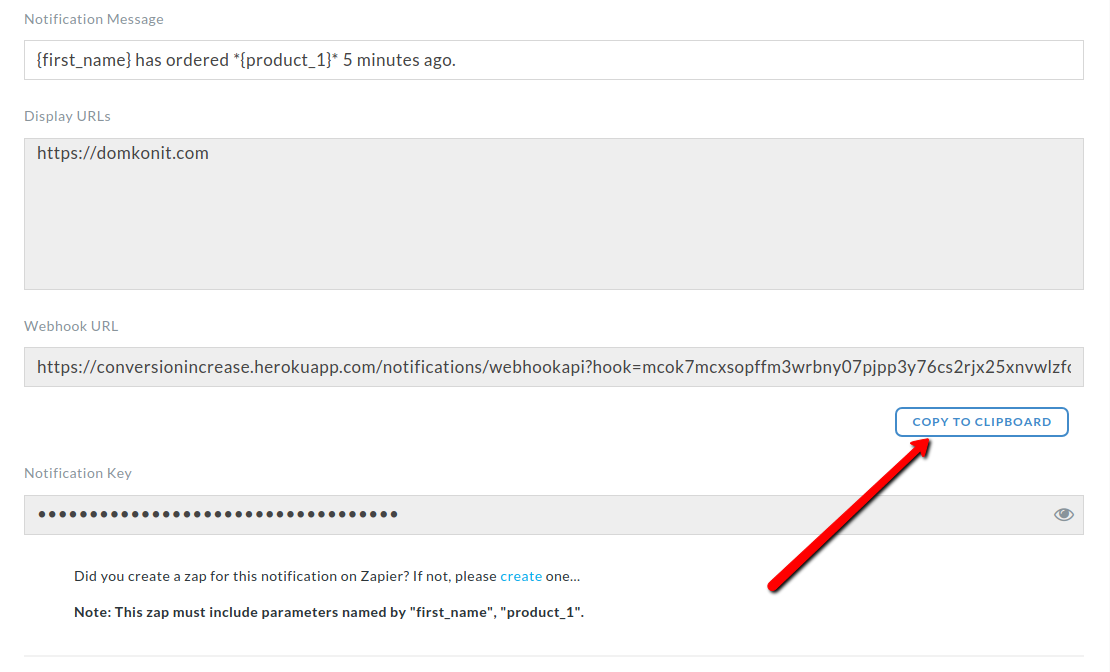 Notification Message
{first_name} has ordered *{product_1}* 5 minutes ago.
Display URLs
https://domkonit.com
Webhook URL
https://conversionincrease.herokuapp.com/notifications/webhookapi?hook=mcok7mcxsopffm3wrbny07pjpp3y76cs2rjx25xnvwlzfc
COPY TO CLIPBOARD
Notification Key
•••••••••••••••••••••••••••••••••••
Did you create a zap for this notification on Zapier? If not, please create one...
Note: This zap must include parameters named by "first_name", "product_1".